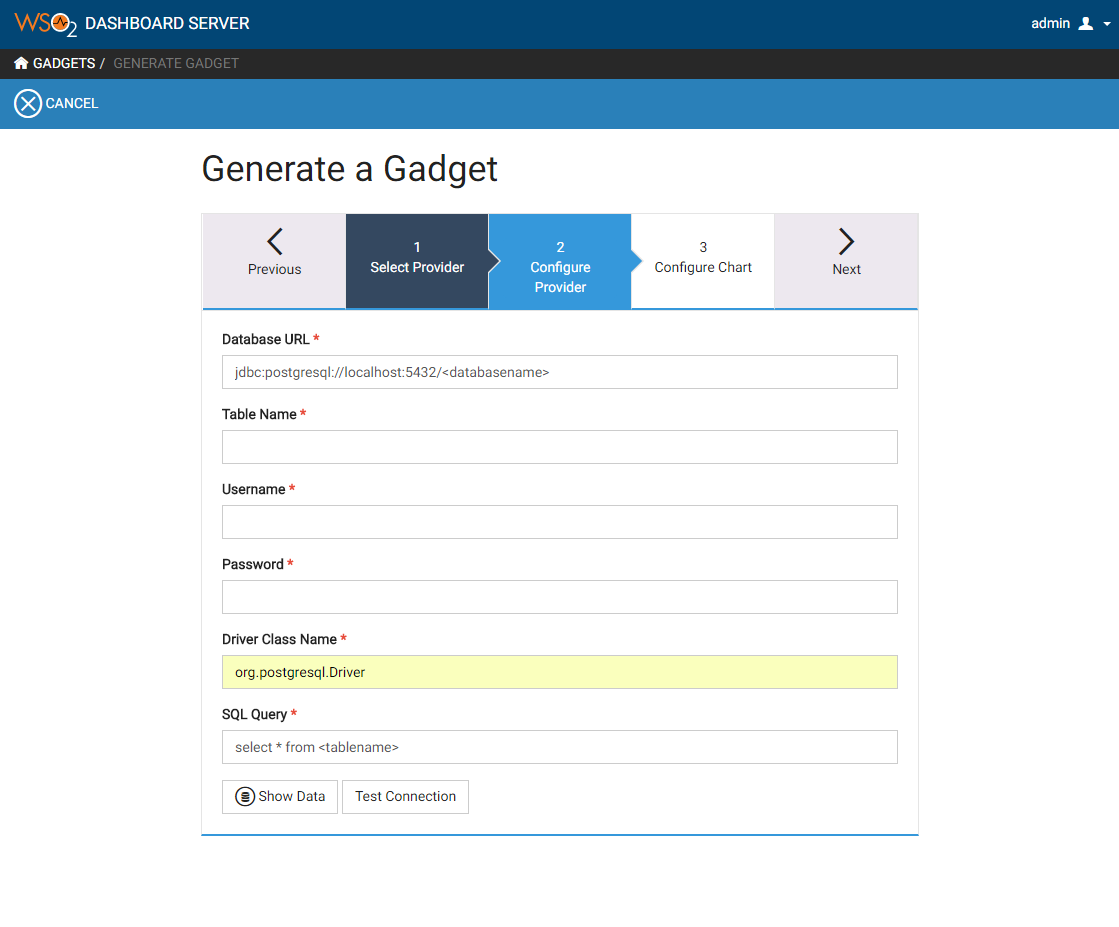 WSO2 DASHBOARD SERVER
admin
GADGETS / GENERATE GADGET
CANCEL
Generate a Gadget
Previous
1
Select Provider
2
Configure
Provider
3
Configure Chart
Next
Database URL *
jdbc:postgresql://localhost:5432/<databasename>
Table Name *
Username *
Password *
Driver Class Name *
org.postgresql.Driver
SQL Query *
select * from <tablename>
Show Data
Test Connection